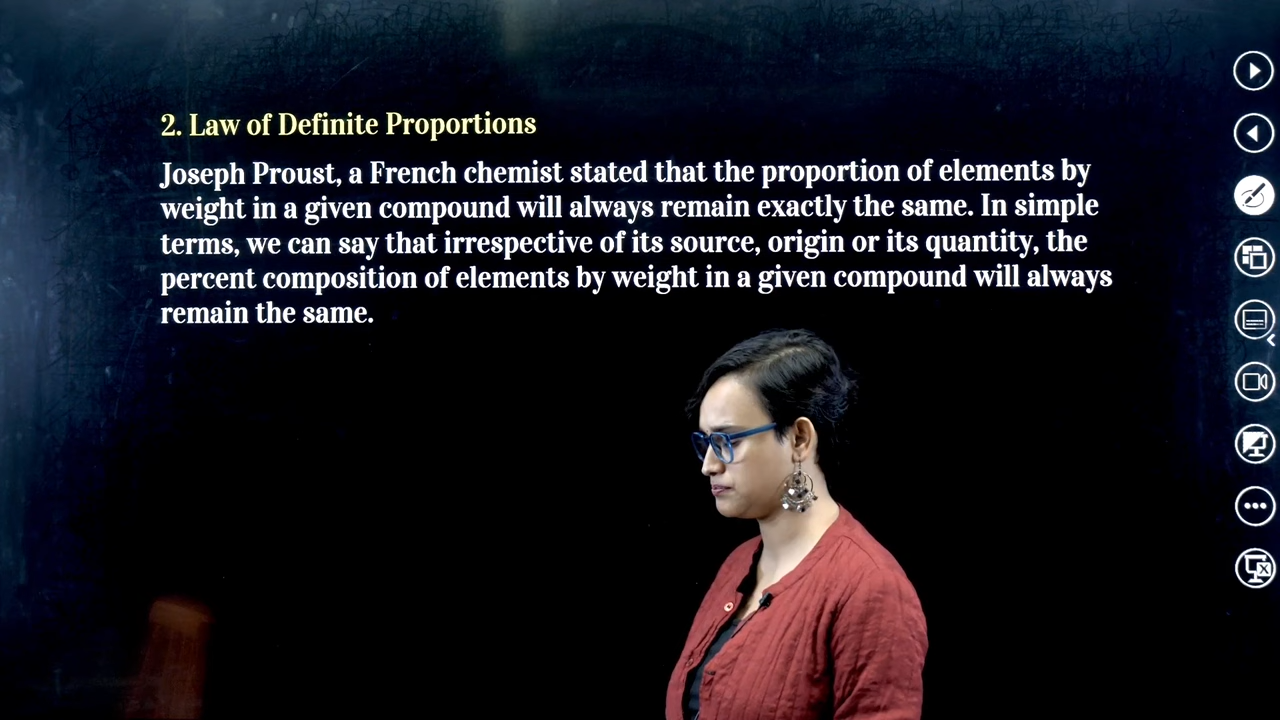 2. Law of Definite Proportions
Joseph Proust, a French chemist stated that the proportion of elements by
weight in a given compound will always remain exactly the same. In simple
terms, we can say that irrespective of its source, origin or its quantity, the
percent composition of elements by weight in a given compound will always
remain the same.